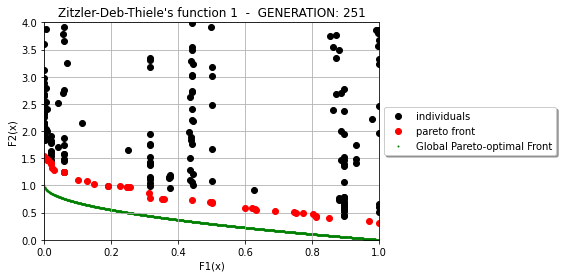 Zitzler-Deb-Thiele's function 1 - GENERATION: 251
4.0
3.5
3.0
2.5
2.0
1.5
1.0
0.5
0.0
F2(x)
0.0 0.2 0.4 0.6 0.8 1.0
F1(x)
individuals
pareto front
Global Pareto-optimal Front